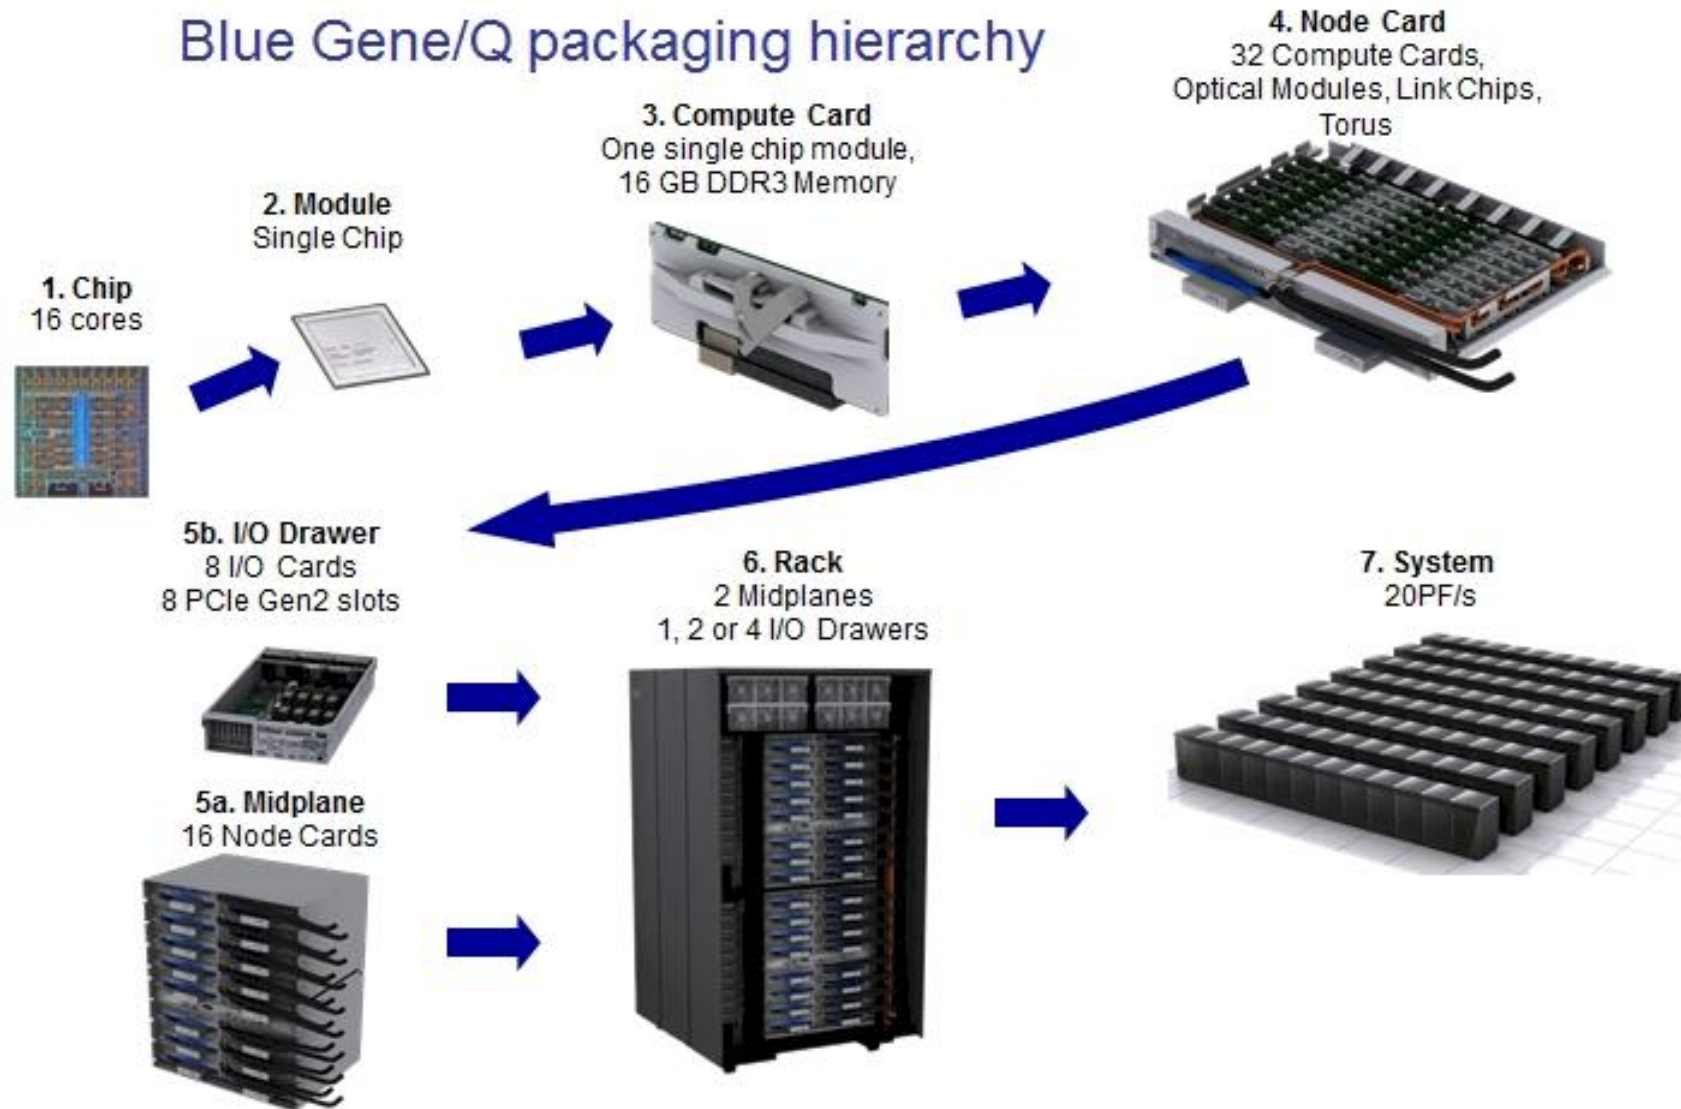 Blue Gene/Q packaging hierarchy
1. Chip
16 cores
2. Module
Single Chip
3. Compute Card
One single chip module,
16 GB DDR3 Memory
4. Node Card
32 Compute Cards,
Optical Modules, Link Chips,
Torus
5b. I/O Drawer
8 I/O Cards
8 PCIe Gen2 slots
5a. Midplane
16 Node Cards
6. Rack
2 Midplanes
1, 2 or 4 I/O Drawers
7. System
20PF/s